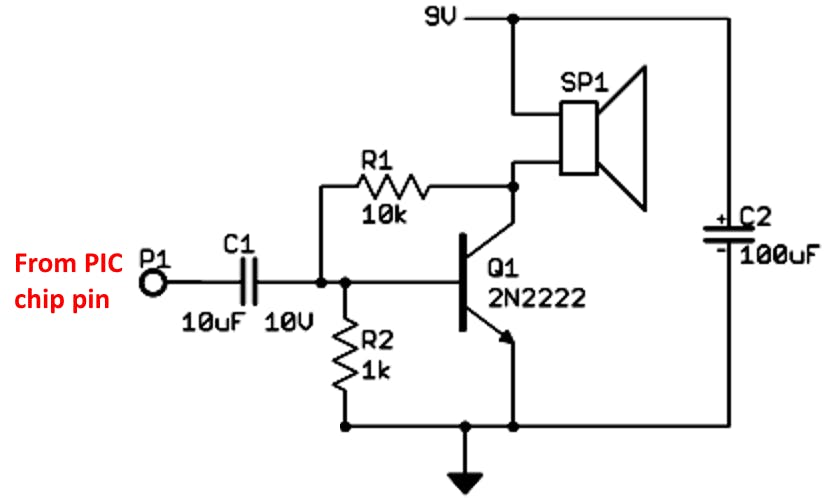 9V
SP1
R1
10k
C2
100uF
+
-
From PIC
chip pin
P1
C1
10uF 10V
Q1
2N2222
R2
1k